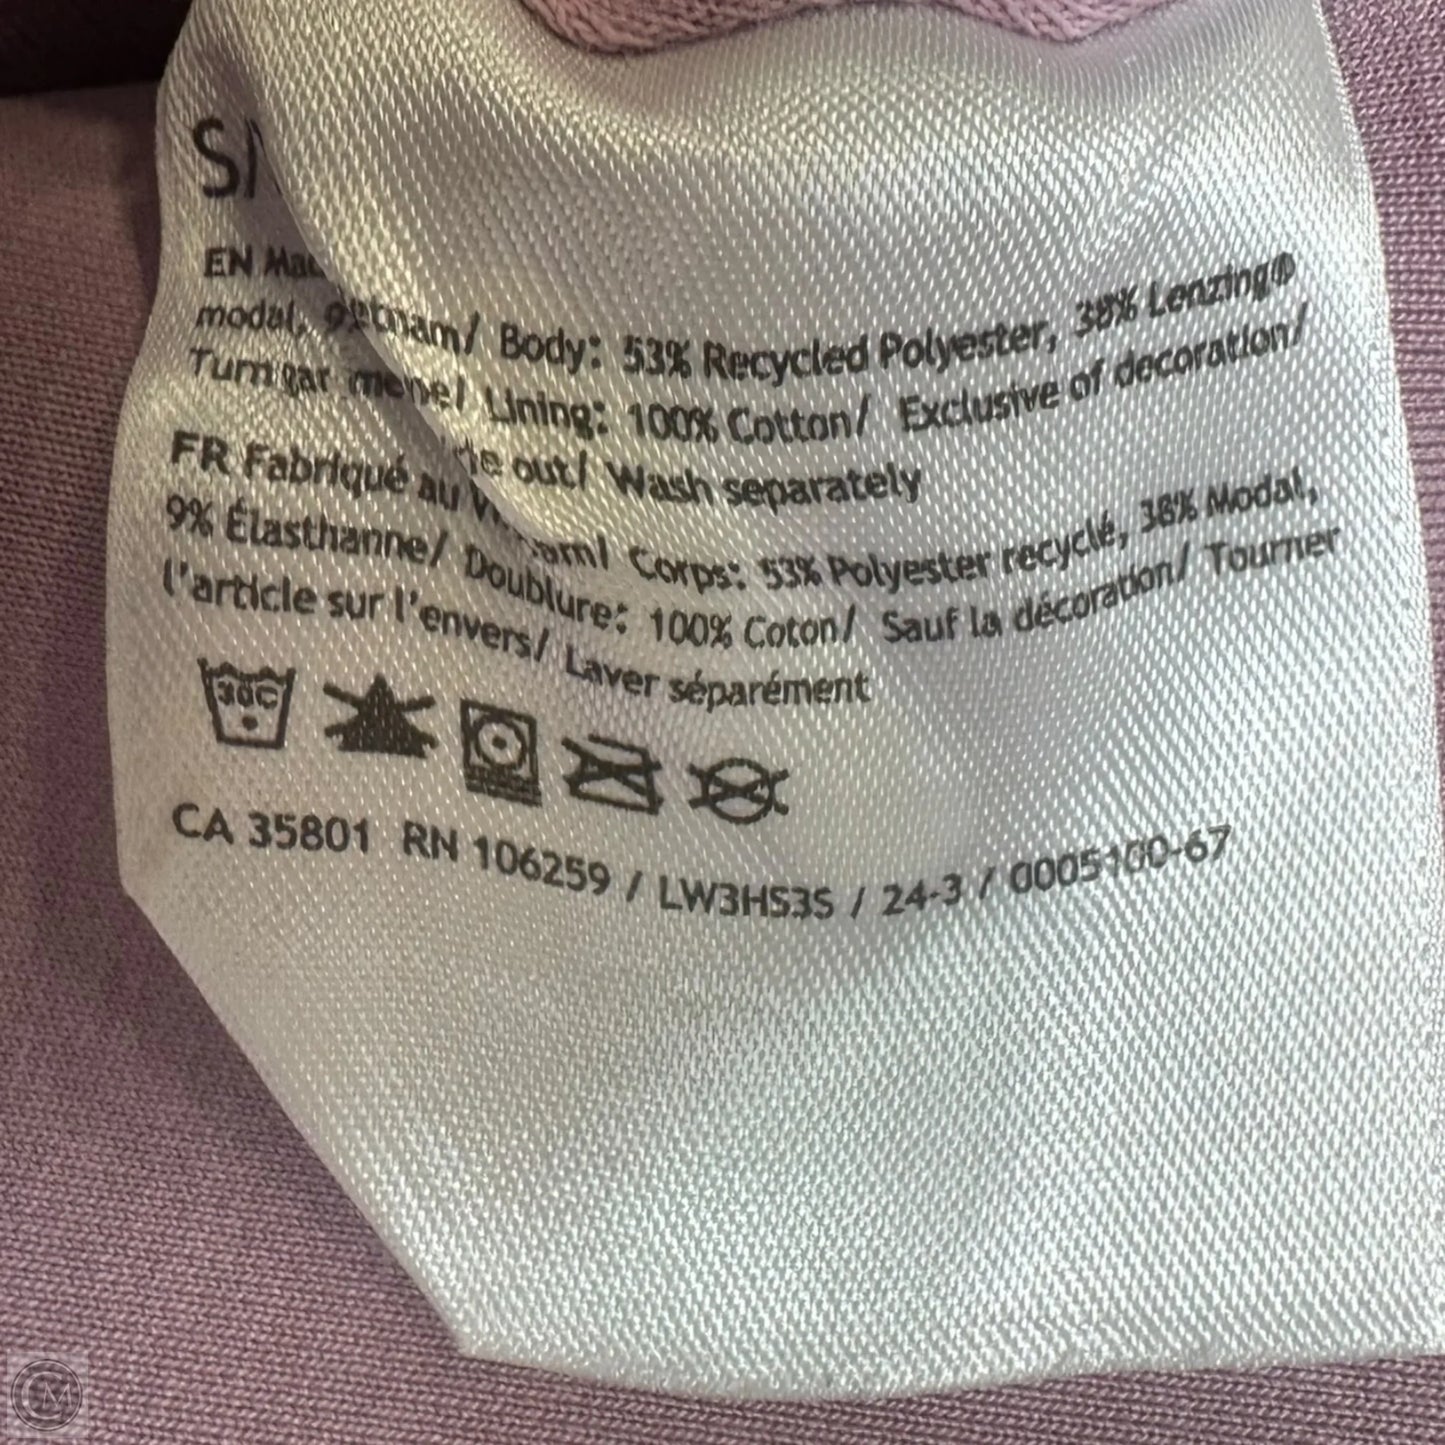 EN
modal, Body: 53% Recycled Polyester, 38% Lenzing®
Lining: 100% Cotton/ Exclusive of decoration/
out/ Wash separately
FR Fabriqué au Corps: 53% Polyester recyclé, 38% Modal,
9% Élasthanne/ Doublure: 100% Coton/ Sauf la décoration/ Tourner
l'article sur l'envers/ Laver séparément
30C
CA 35801 RN 106259 / LW3HS3S / 24-3 / 0005100-67
CM